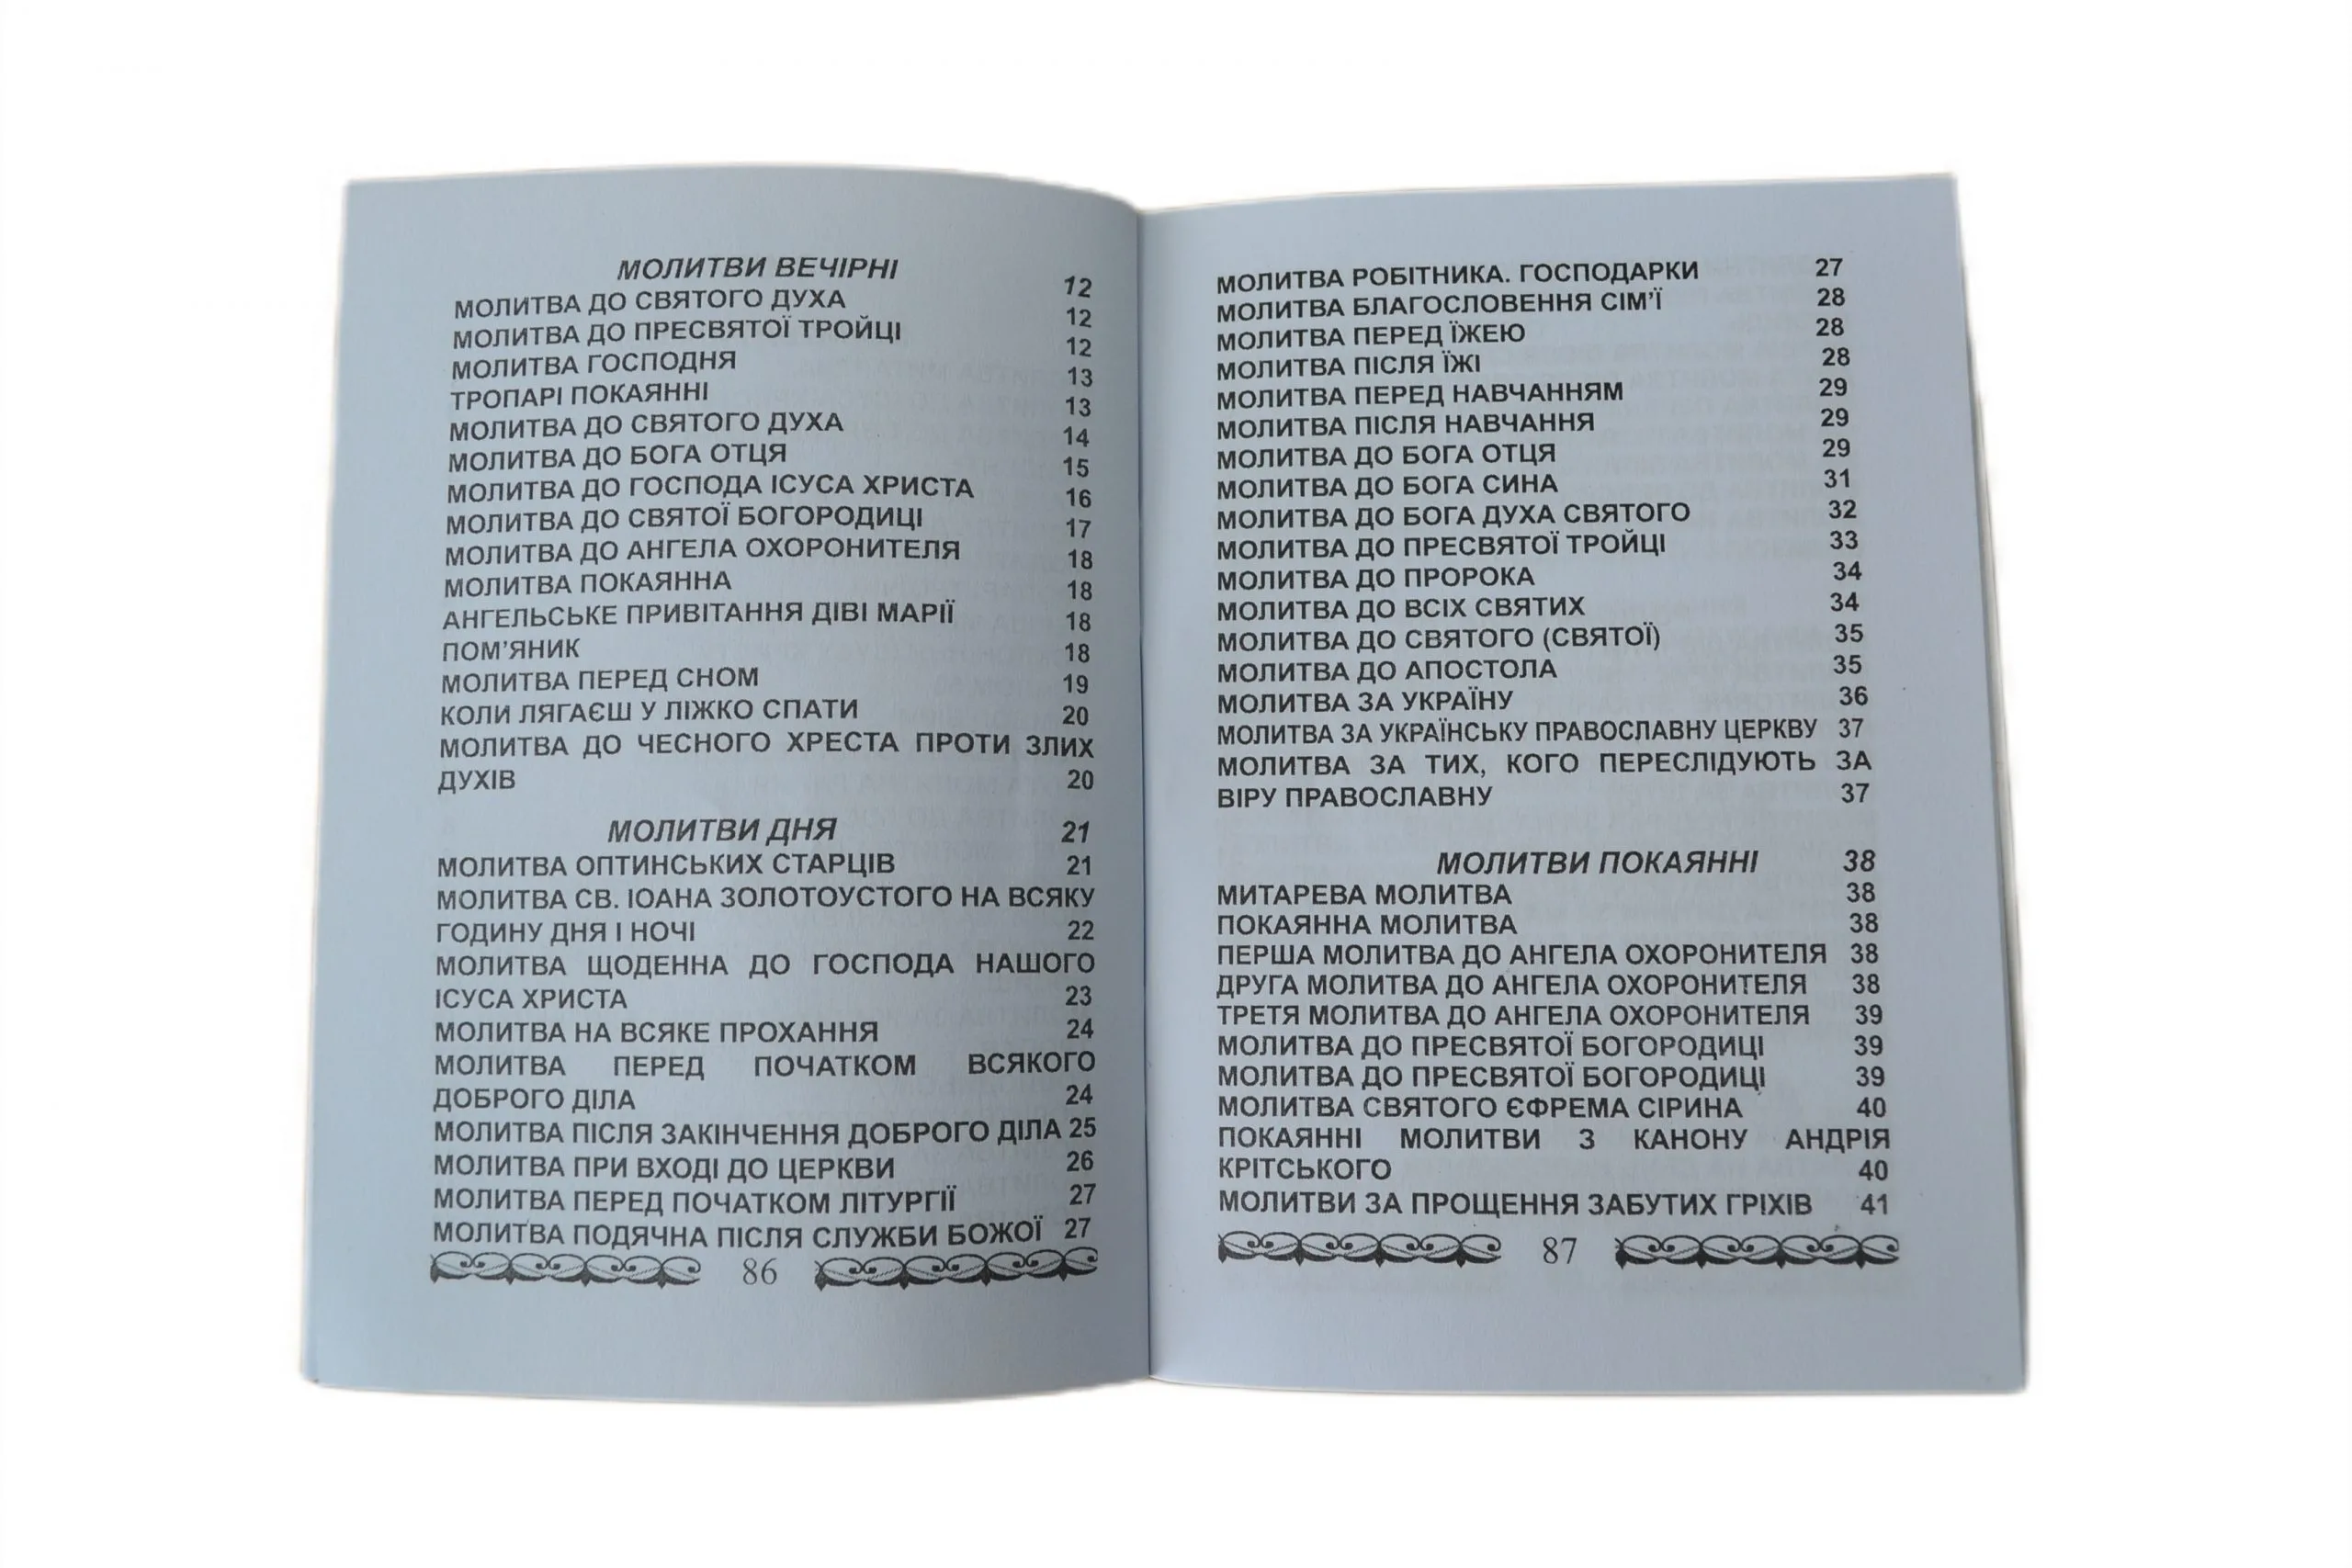 МОЛИТВИ ВЕЧІРНІ 12
МОЛИТВА ДО СВЯТОГО ДУХА 12
МОЛИТВА ДО ПРЕСВЯТОЇ ТРОЙЦІ 12
МОЛИТВА ГОСПОДНЯ 13
ТРОПАРІ ПОКАЯННІ 13
МОЛИТВА ДО СВЯТОГО ДУХА 14
МОЛИТВА ДО БОГА ОТЦЯ 15
МОЛИТВА ДО ГОСПОДА ІСУСА ХРИСТА 16
МОЛИТВА ДО СВЯТОЇ БОГОРОДИЦІ 17
МОЛИТВА ДО АНГЕЛА ОХОРОНИТЕЛЯ 18
МОЛИТВА ПОКАЯННА 18
АНГЕЛЬСЬКЕ ПРИВІТАННЯ ДІВІ МАРІЇ 18
ПОМ'ЯНИК 18
МОЛИТВА ПЕРЕД СНОМ 19
КОЛИ ЛЯГАЄШ У ЛІЖКО СПАТИ 20
МОЛИТВА ДО ЧЕСНОГО ХРЕСТА ПРОТИ ЗЛИХ
ДУХІВ 20
МОЛИТВИ ДНЯ 21
МОЛИТВА ОПТИНСЬКИХ СТАРЦІВ 21
МОЛИТВА СВ. ІОАНА ЗОЛОТОУСТОГО НА ВСЯКУ
ГОДИНУ ДНЯ І НОЧІ 22
МОЛИТВА ЩОДЕННА ДО ГОСПОДА НАШОГО
ІСУСА ХРИСТА 23
МОЛИТВА НА ВСЯКЕ ПРОХАННЯ 24
МОЛИТВА ПЕРЕД ПОЧАТКОМ ВСЯКОГО
ДОБРОГО ДІЛА 24
МОЛИТВА ПІСЛЯ ЗАКІНЧЕННЯ ДОБРОГО ДІЛА 25
МОЛИТВА ПРИ ВХОДІ ДО ЦЕРКВИ 26
МОЛИТВА ПЕРЕД ПОЧАТКОМ ЛІТУРГІЇ 27
МОЛИТВА ПОДЯЧНА ПІСЛЯ СЛУЖБИ БОЖОЇ 27
86
МОЛИТВА РОБІТНИКА. ГОСПОДАРКИ 27
МОЛИТВА БЛАГОСЛОВЕННЯ СІМ'Ї 28
МОЛИТВА ПЕРЕД ЇЖЕЮ 28
МОЛИТВА ПІСЛЯ ЇЖІ 28
МОЛИТВА ПЕРЕД НАВЧАННЯМ 29
МОЛИТВА ПІСЛЯ НАВЧАННЯ 29
МОЛИТВА ДО БОГА ОТЦЯ 29
МОЛИТВА ДО БОГА СИНА 31
МОЛИТВА ДО БОГА ДУХА СВЯТОГО 32
МОЛИТВА ДО ПРЕСВЯТОЇ ТРОЙЦІ 33
МОЛИТВА ДО ПРОРОКА 34
МОЛИТВА ДО ВСІХ СВЯТИХ 34
МОЛИТВА ДО СВЯТОГО (СВЯТОЇ) 35
МОЛИТВА ДО АПОСТОЛА 35
МОЛИТВА ЗА УКРАЇНУ 36
МОЛИТВА ЗА УКРАЇНСЬКУ ПРАВОСЛАВНУ ЦЕРКВУ 37
МОЛИТВА ЗА ТИХ, КОГО ПЕРЕСЛІДУЮТЬ ЗА
ВІРУ ПРАВОСЛАВНУ 37
МОЛИТВИ ПОКАЯННІ 38
МИТАРЕВА МОЛИТВА 38
ПОКАЯННА МОЛИТВА 38
ПЕРША МОЛИТВА ДО АНГЕЛА ОХОРОНИТЕЛЯ 38
ДРУГА МОЛИТВА ДО АНГЕЛА ОХОРОНИТЕЛЯ 38
ТРЕТЯ МОЛИТВА ДО АНГЕЛА ОХОРОНИТЕЛЯ 39
МОЛИТВА ДО ПРЕСВЯТОЇ БОГОРОДИЦІ 39
МОЛИТВА ДО ПРЕСВЯТОЇ БОГОРОДИЦІ 39
МОЛИТВА СВЯТОГО ЄФРЕМА СІРИНА 40
ПОКАЯННІ МОЛИТВИ З КАНОНУ АНДРІЯ
КРІТСЬКОГО 40
МОЛИТВИ ЗА ПРОЩЕННЯ ЗАБУТИХ ГРІХІВ 41
87